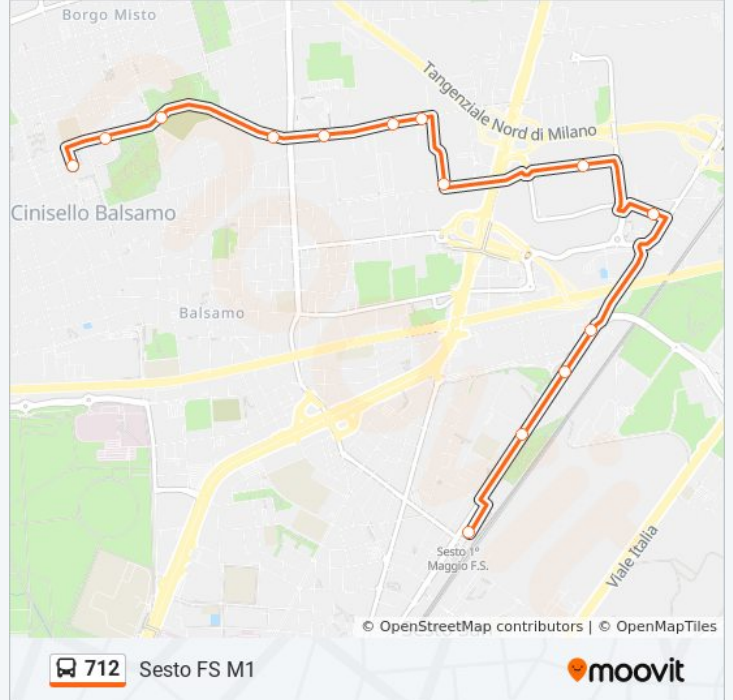 Borgo Misto
Tangenziale Nord di Milano
Cinisello Balsamo
Balsamo
Sesto 1°
Maggio F.S.
Viale Italia
© OpenStreetMap contributors | © OpenMapTiles
712 Sesto FS M1
moovit